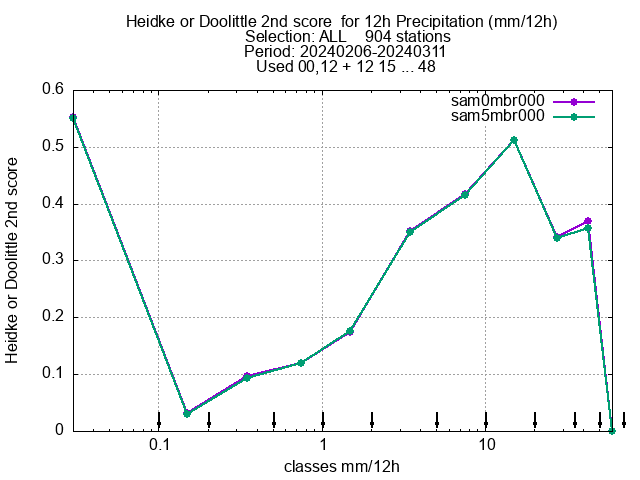 Heidke or Doolittle 2nd score  for 12h Precipitation (mm/12h)
Selection: ALL    904 stations
Period: 20240206-20240311
Used 00,12 + 12 15 ... 48
sam0mbr000
sam5mbr000
Heidke or Doolittle 2nd score
0.6
0.5
0.4
0.3
0.2
0.1
0
0.1
1
10
classes mm/12h